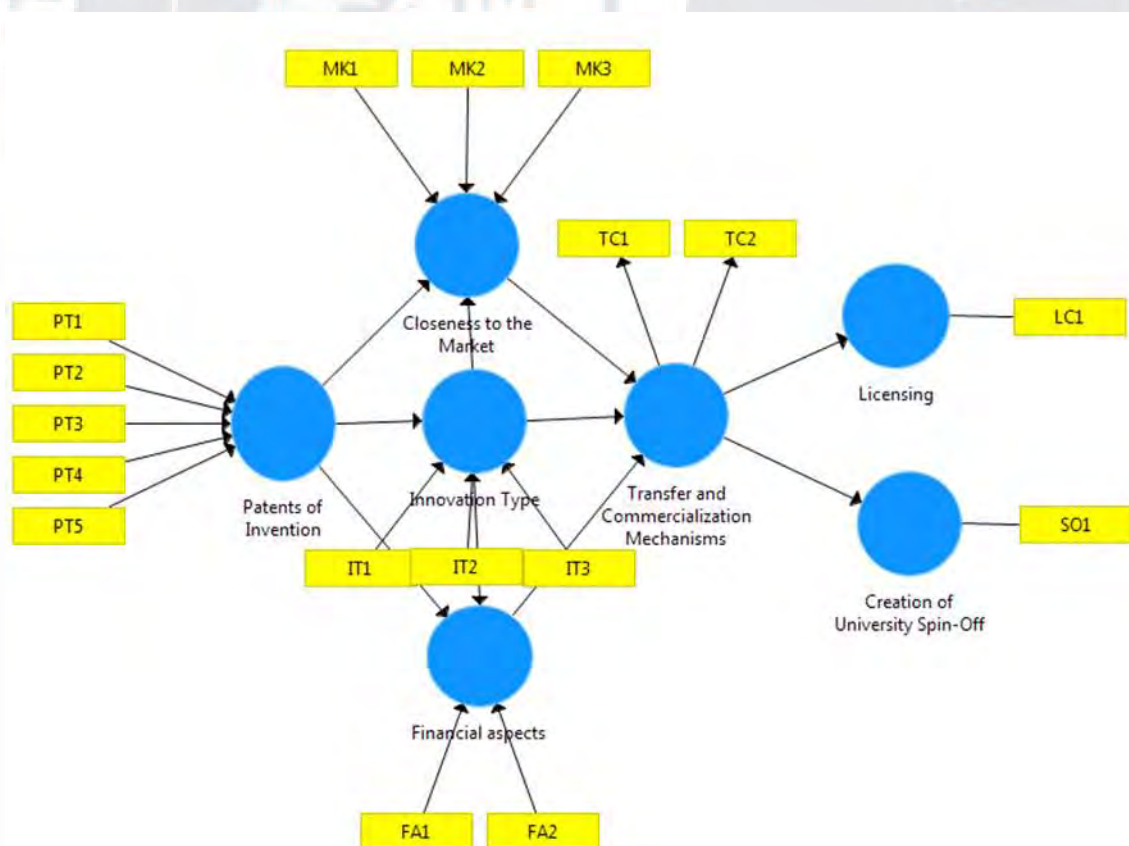 MK1
MK2
MK3
TC1
TC2
PT1
PT2
PT3
PT4
PT5
Closeness to the
Market
LC1
Licensing
Patents of
Invention
Innovation Type
Transfer and
Commercialization
Mechanisms
IT1
IT2
IT3
SO1
Creation of
University Spin-Off
Financial aspects
FA1
FA2